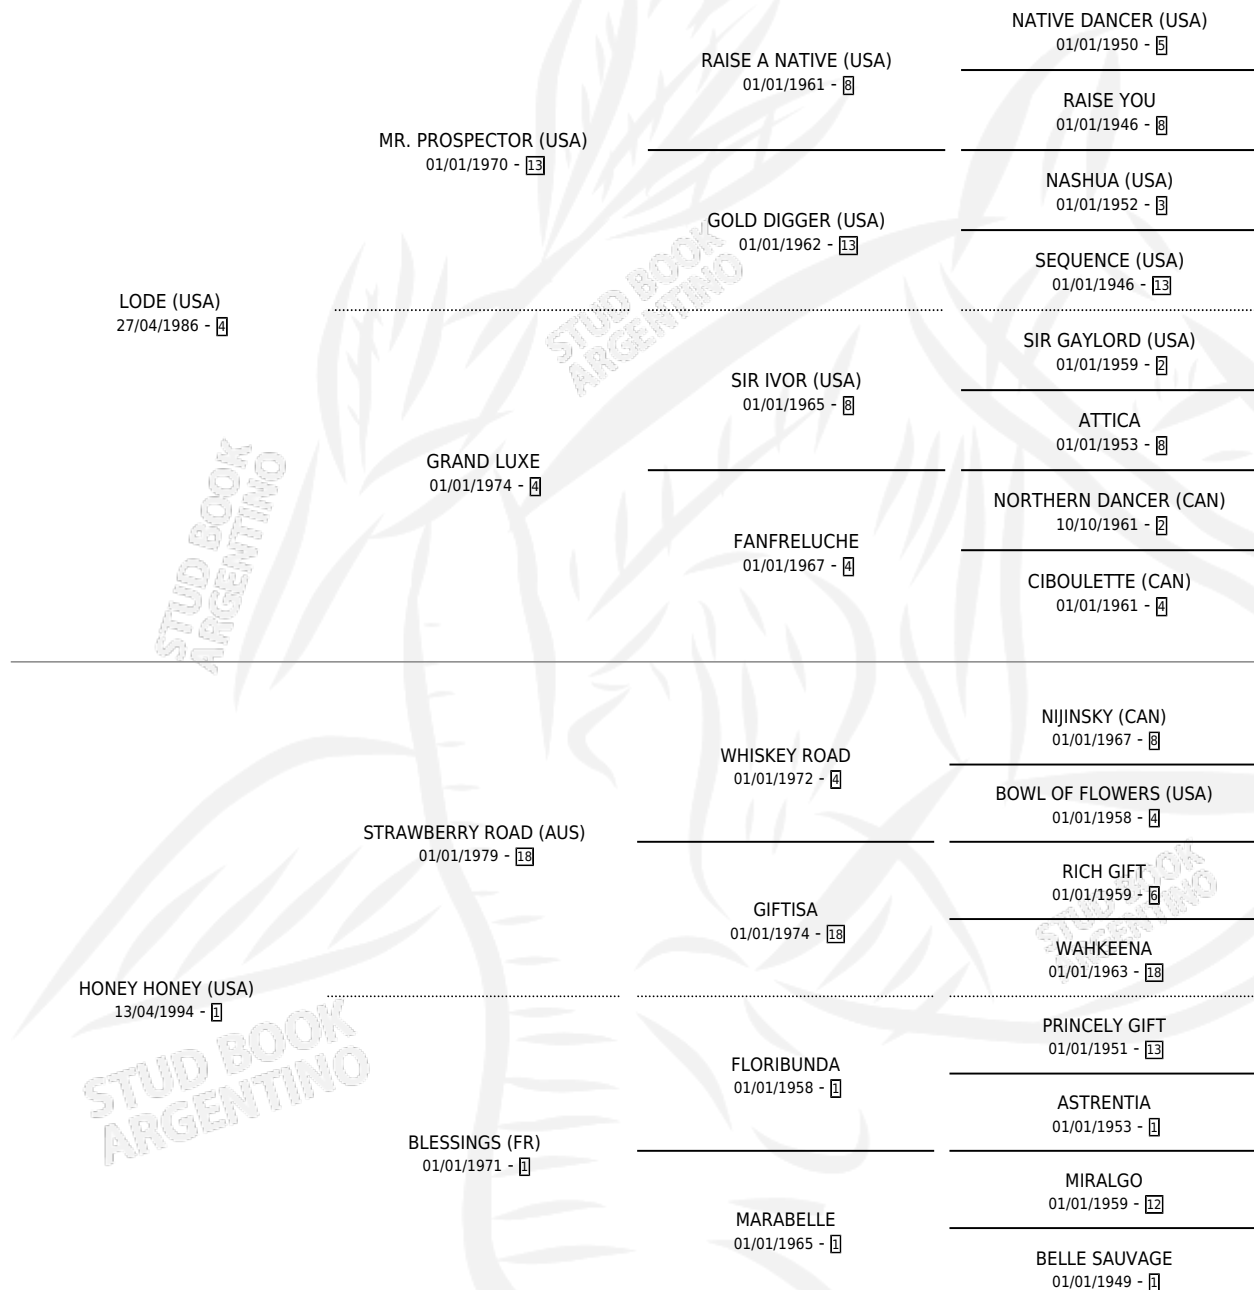 NATIVE DANCER (USA)
01/01/1950 - 5
RAISE A NATIVE (USA)
01/01/1961 - 8
RAISE YOU
01/01/1946 - 8
MR. PROSPECTOR (USA)
01/01/1970 - 13
NASHUA (USA)
01/01/1952 - 3
GOLD DIGGER (USA)
01/01/1962 - 13
SEQUENCE (USA)
01/01/1946 - 13
STUD BOOK
ARGENTINO
LODE (USA)
27/04/1986 - 4
SIR GAYLORD (USA)
01/01/1959 - 2
SIR IVOR (USA)
01/01/1965 - 8
ATTICA
01/01/1953 - 8
GRAND LUXE
01/01/1974 - 4
NORTHERN DANCER (CAN)
10/10/1961 - 2
FANFRELUCHE
01/01/1967 - 4
CIBOULETTE (CAN)
01/01/1961 - 4
STUD BOOK
ARGENTINO
NIJINSKY (CAN)
01/01/1967 - 8
WHISKEY ROAD
01/01/1972 - 4
BOWL OF FLOWERS (USA)
01/01/1958 - 4
STRAWBERRY ROAD (AUS)
01/01/1979 - 18
RICH GIFT
01/01/1959 - 6
GIFTISA
01/01/1974 - 18
STUD BOOK
ARGENTINO
WAHKEENA
01/01/1963 - 18
HONEY HONEY (USA)
13/04/1994 - 1
PRINCELY GIFT
01/01/1951 - 13
FLORIBUNDA
01/01/1958 - 1
STUD BOOK
ARGENTINO
ASTRENTIA
01/01/1953 - 1
BLESSINGS (FR)
01/01/1971 - 1
MIRALGO
01/01/1959 - 12
MARABELLE
01/01/1965 - 1
BELLE SAUVAGE
01/01/1949 - 1